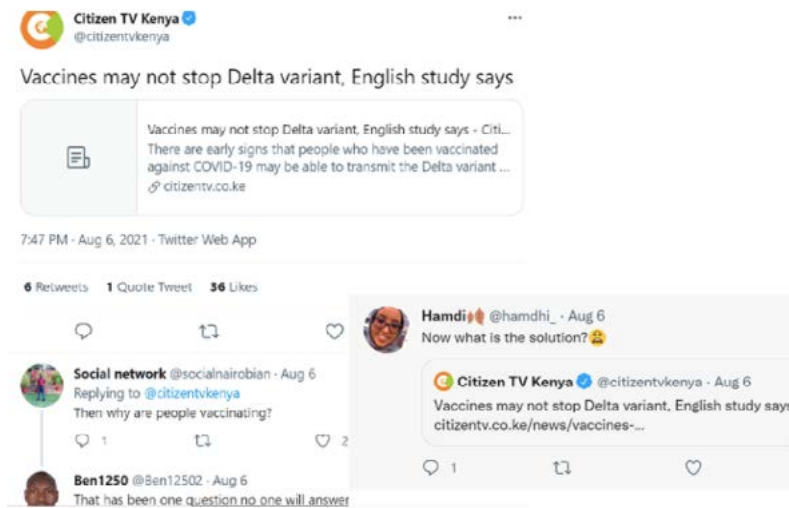 Citizen TV Kenya
@citizentvkenya
Vaccines may not stop Delta variant, English study says
Vaccines may not stop Delta variant, English study says - Citi...
There are early signs that people who have been vaccinated
against COVID-19 may be able to transmit the Delta variant ...
citizentv.co.ke
7:47 PM · Aug 6, 2021 · Twitter Web App
6 Retweets 1 Quote Tweet 36 Likes
Social network @socialnairobian · Aug 6
Replying to @citizentvkenya
Then why are people vaccinating?
1 2
Ben1250 @Ben12502 · Aug 6
That has been one question no one will answer
Hamdi @hamdhi_ · Aug 6
Now what is the solution?
Citizen TV Kenya @citizentvkenya · Aug 6
Vaccines may not stop Delta variant, English study says
citizentv.co.ke/news/vaccines-...
1